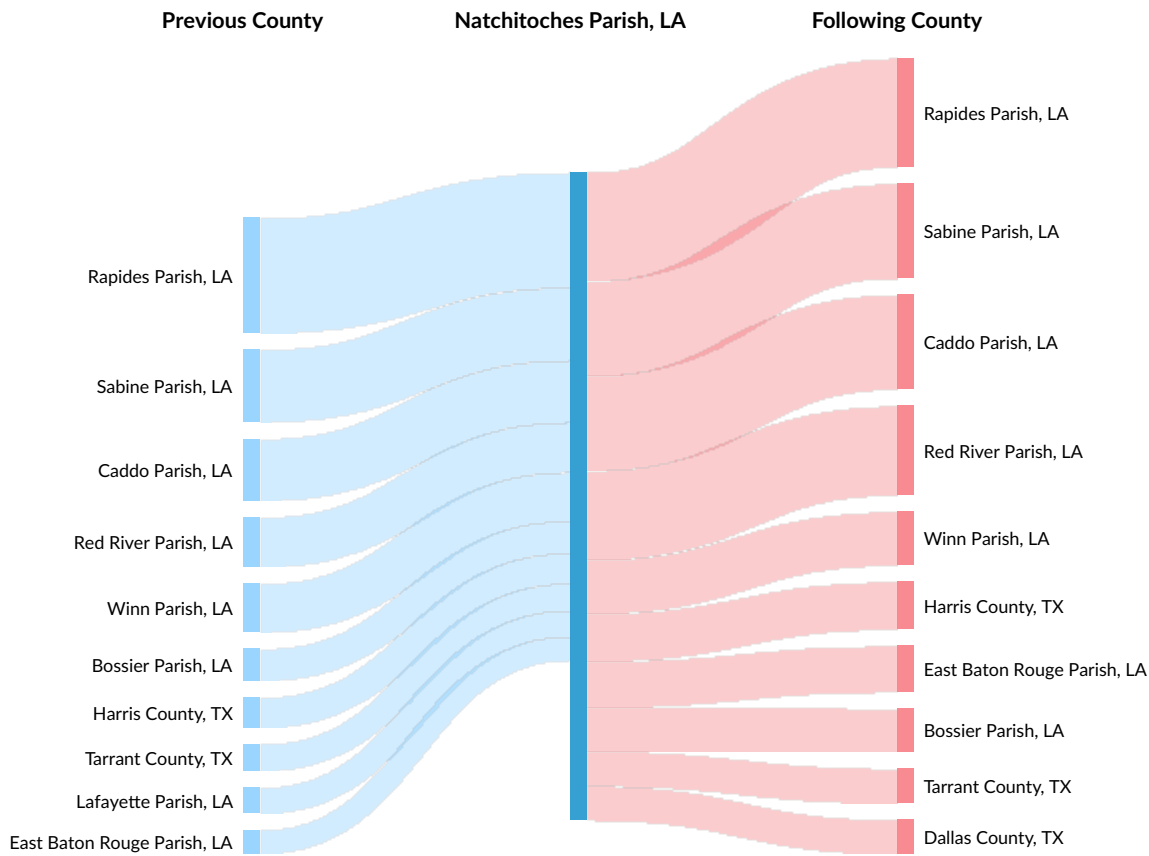 Previous County
Natchitoches Parish, LA
Following County
Rapides Parish, LA
Sabine Parish, LA
Caddo Parish, LA
Red River Parish, LA
Winn Parish, LA
Bossier Parish, LA
Harris County, TX
Tarrant County, TX
Lafayette Parish, LA
East Baton Rouge Parish, LA
Rapides Parish, LA
Sabine Parish, LA
Caddo Parish, LA
Red River Parish, LA
Winn Parish, LA
Harris County, TX
East Baton Rouge Parish, LA
Bossier Parish, LA
Tarrant County, TX
Dallas County, TX